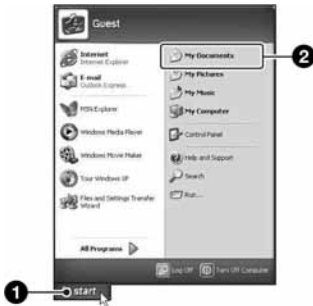 Guest
Internet
Internet Explorer
E-mail
Outlook Express
MSN Explorer
Windows Media Player
Windows Movie Maker
Tour Windows XP
Files and Settings Transfer
Wizard
All Programs
My Documents
My Pictures
My Music
My Computer
Control Panel
Help and Support
Search
Run...
Log Off
Turn Off Computer
start
1
2